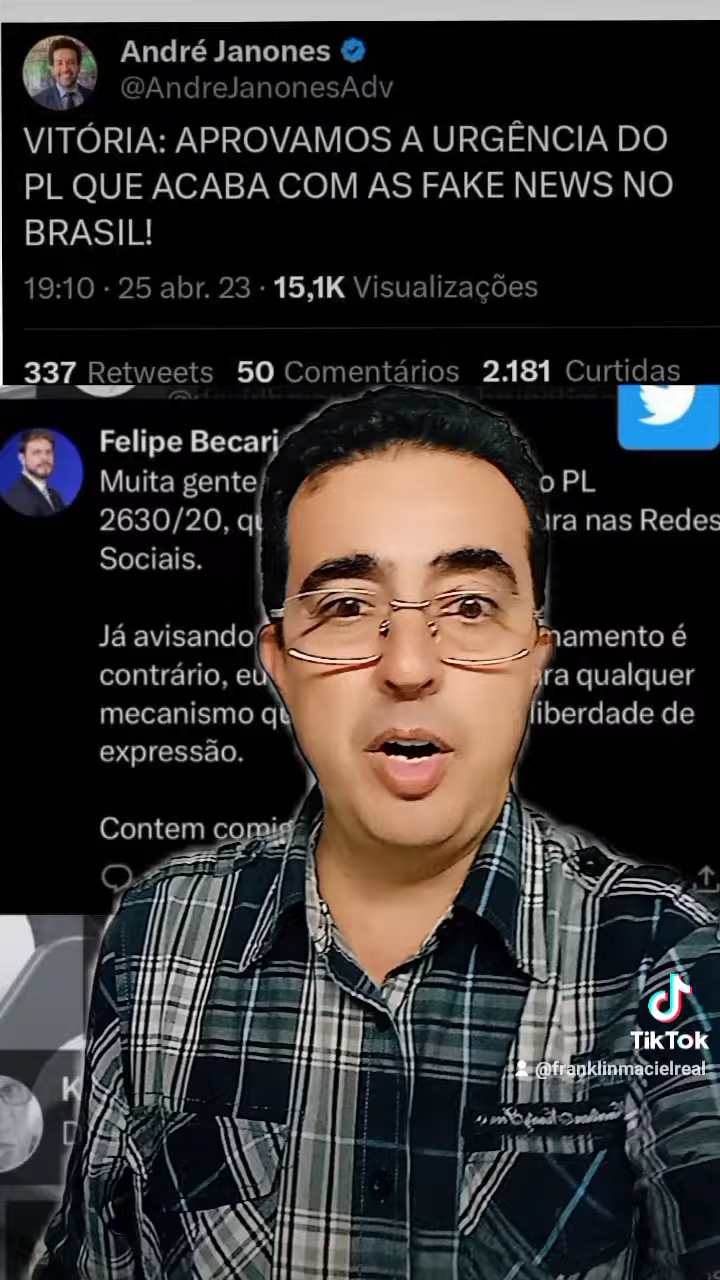 André Janones
@AndreJanonesAdv
VITÓRIA: APROVAMOS A URGÊNCIA DO
PL QUE ACABA COM AS FAKE NEWS NO
BRASIL!
19:10 · 25 abr. 23 · 15,1K Visualizações
337 Retweets 50 Comentários 2.181 Curtidas
Felipe Becari
Muita gente o PL
2630/20, nas Redes
Sociais.
Já avisando é
contrário, eu qualquer
mecanismo liberdade de
expressão.
Contem
TikTok
@franklinmacielreal